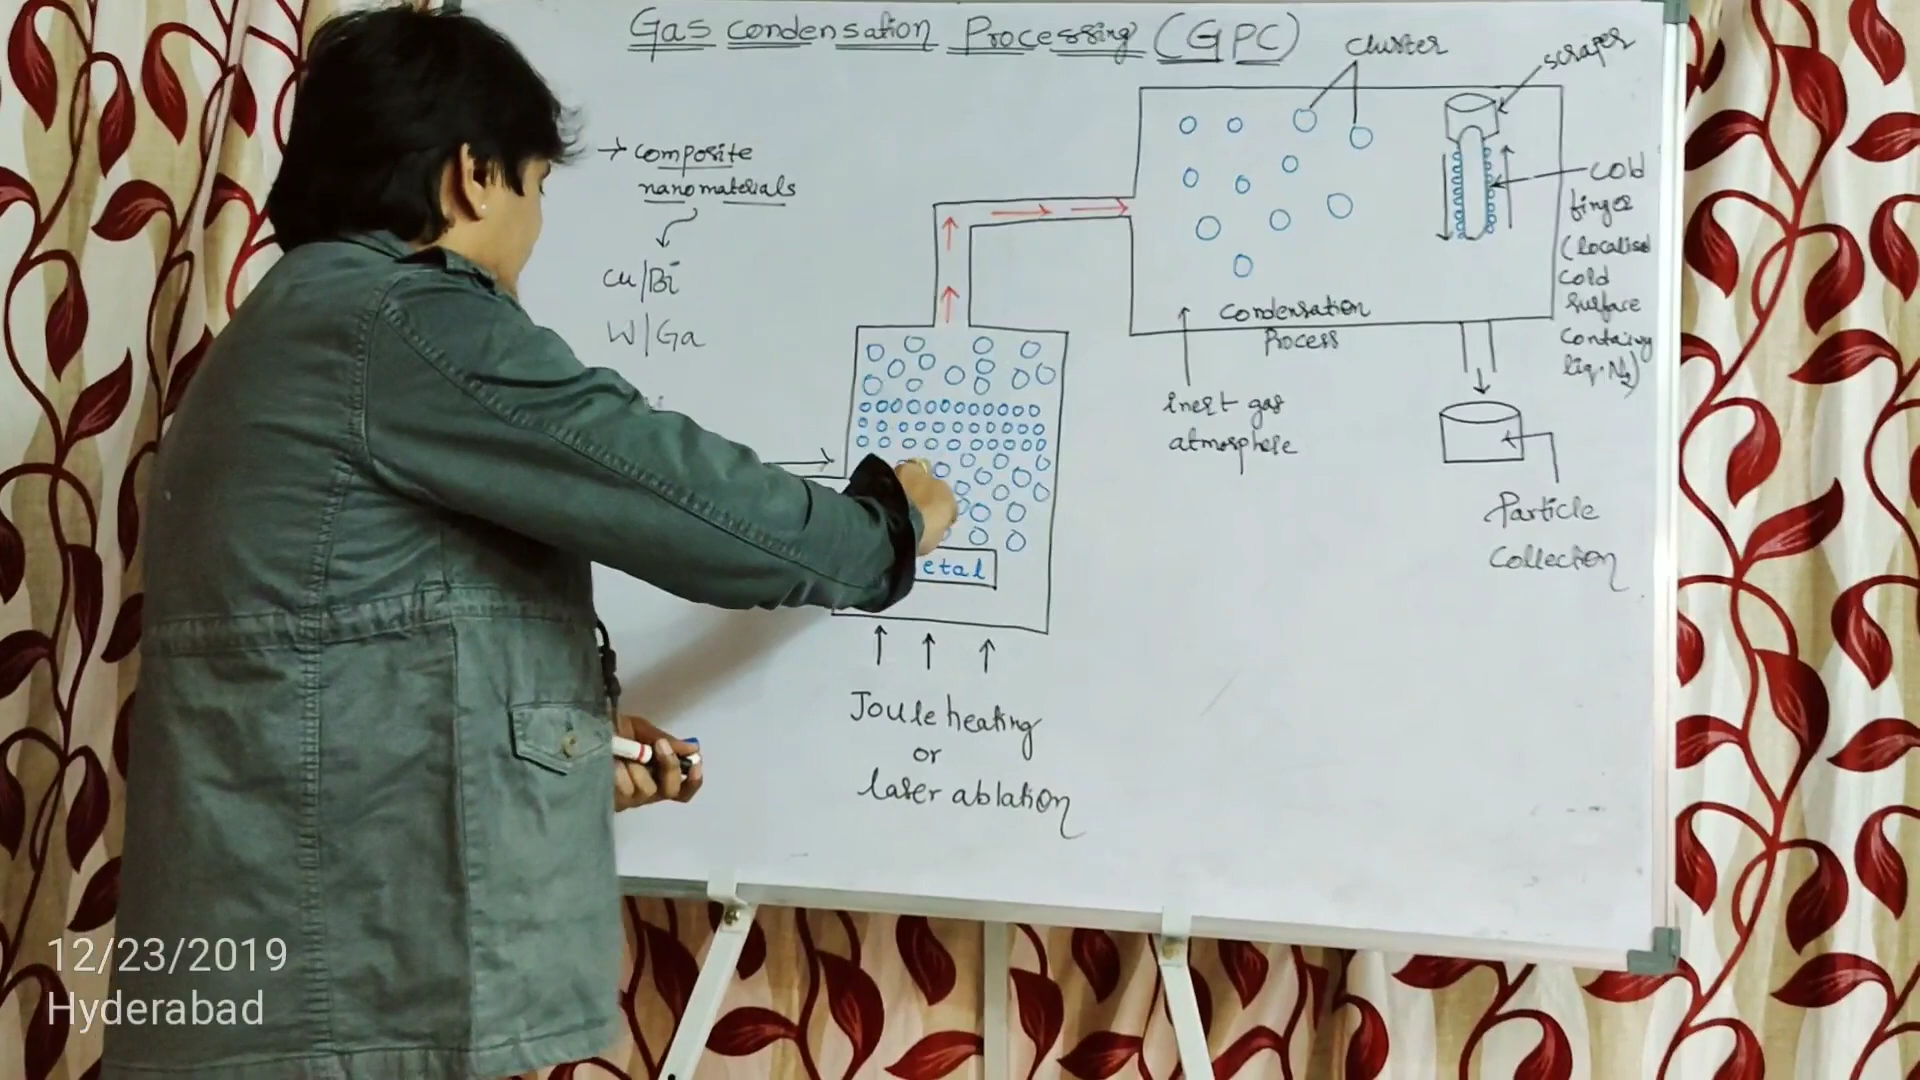 Gas condensation Processing (GPC)
cluster
scraper
→ composite
nanomaterials
Cu/Bi
W/Ga
cold
finger
(localised
cold
surface
containing
liq. N2)
Condensation
Process
inert gas
atmosphere
Particle
Collection
etal
Joule heating
or
laser ablation
12/23/2019
Hyderabad